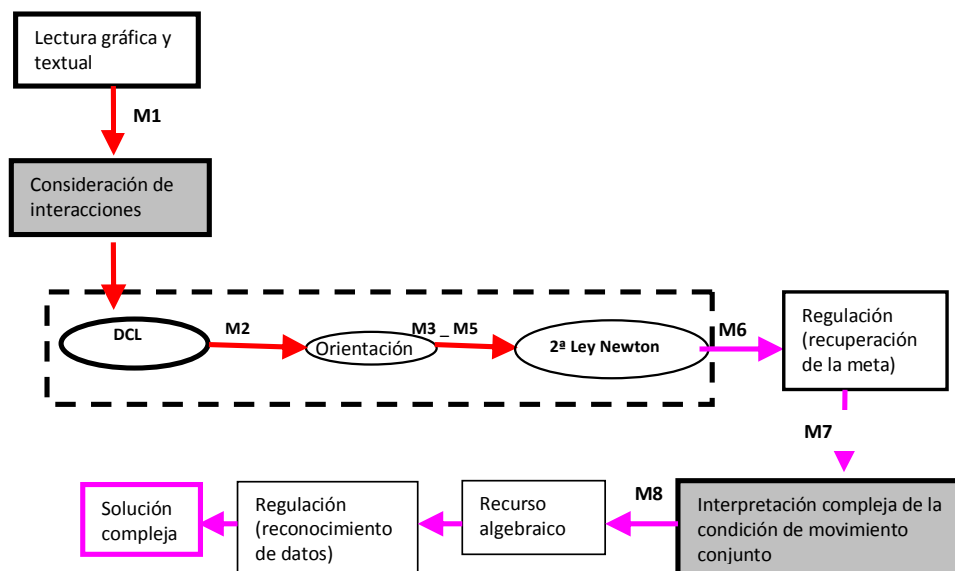 Lectura gráfica y
textual
M1
Consideración de
interacciones
DCL
M2
Orientación
M3 _ M5
2ª Ley Newton
M6
Regulación
(recuperación
de la meta)
M7
Interpretación compleja de la
condición de movimiento
conjunto
M8
Recurso
algebraico
Regulación
(reconocimiento
de datos)
Solución
compleja